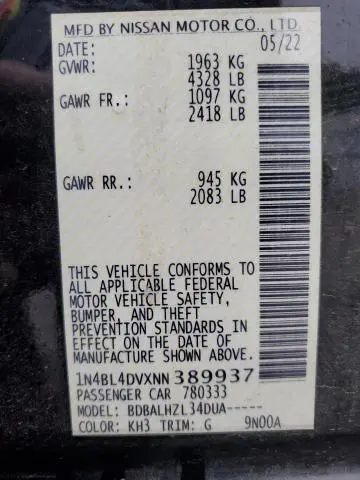 MFD BY NISSAN MOTOR CO., LTD.
DATE: 05/22
GVWR: 1963 KG
4328 LB
GAWR FR.: 1097 KG
2418 LB
GAWR RR.: 945 KG
2083 LB
THIS VEHICLE CONFORMS TO
ALL APPLICABLE FEDERAL
MOTOR VEHICLE SAFETY,
BUMPER, AND THEFT
PREVENTION STANDARDS IN
EFFECT ON THE DATE OF
MANUFACTURE SHOWN ABOVE.
1N4BL4DVXNN389937
PASSENGER CAR 780333
MODEL: BDBALHZL34DUA-----
COLOR: KH3 TRIM: G 9N00A